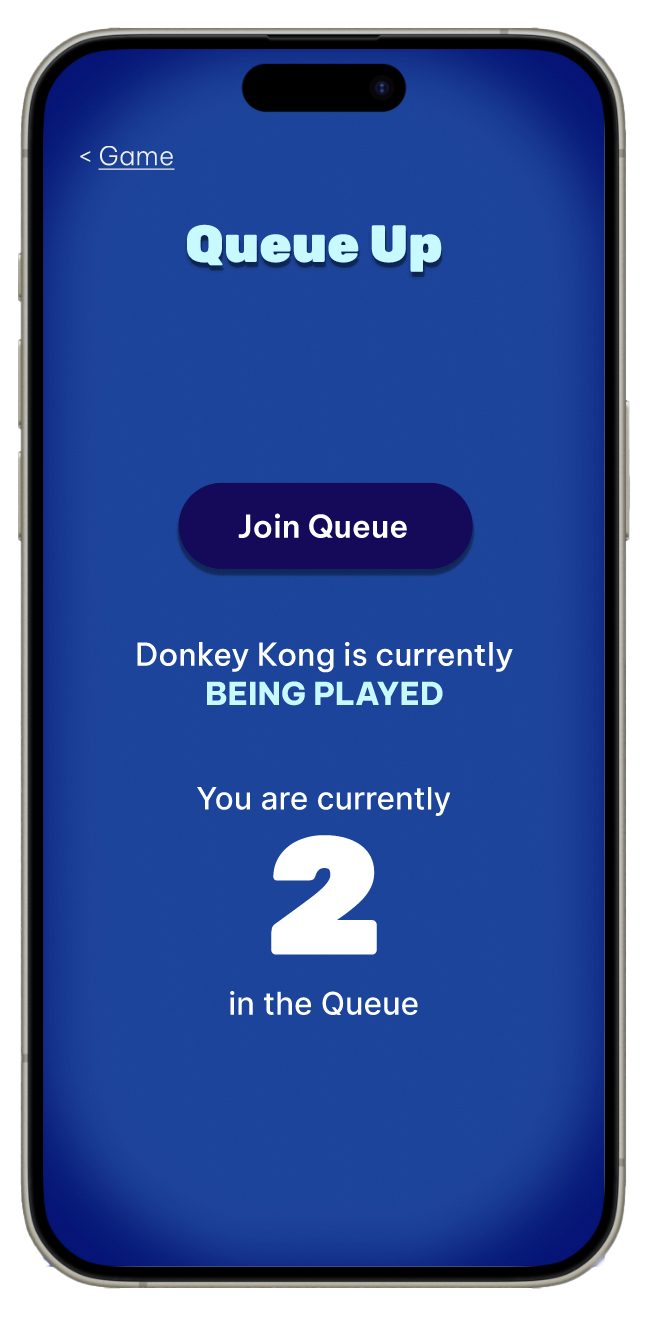 < Game
Queue Up
Join Queue
Donkey Kong is currently
BEING PLAYED
You are currently
2
in the Queue